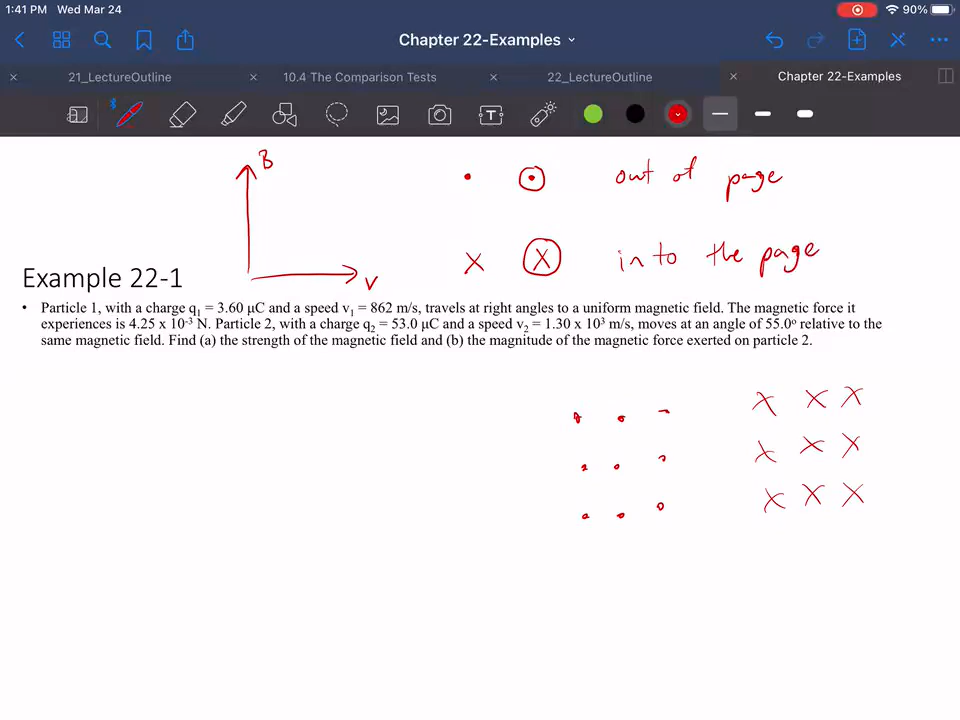 1:41 PM Wed Mar 24
90%
Chapter 22-Examples
21_LectureOutline
10.4 The Comparison Tests
22_LectureOutline
Chapter 22-Examples
T
B
V
• ⊙ out of page
X Ⓧ into the page
Example 22-1
• Particle 1, with a charge q₁ = 3.60 μC and a speed v₁ = 862 m/s, travels at right angles to a uniform magnetic field. The magnetic force it
experiences is 4.25 x 10⁻³ N. Particle 2, with a charge q₂ = 53.0 μC and a speed v₂ = 1.30 x 10³ m/s, moves at an angle of 55.0º relative to the
same magnetic field. Find (a) the strength of the magnetic field and (b) the magnitude of the magnetic force exerted on particle 2.
X X X
X X X
X X X